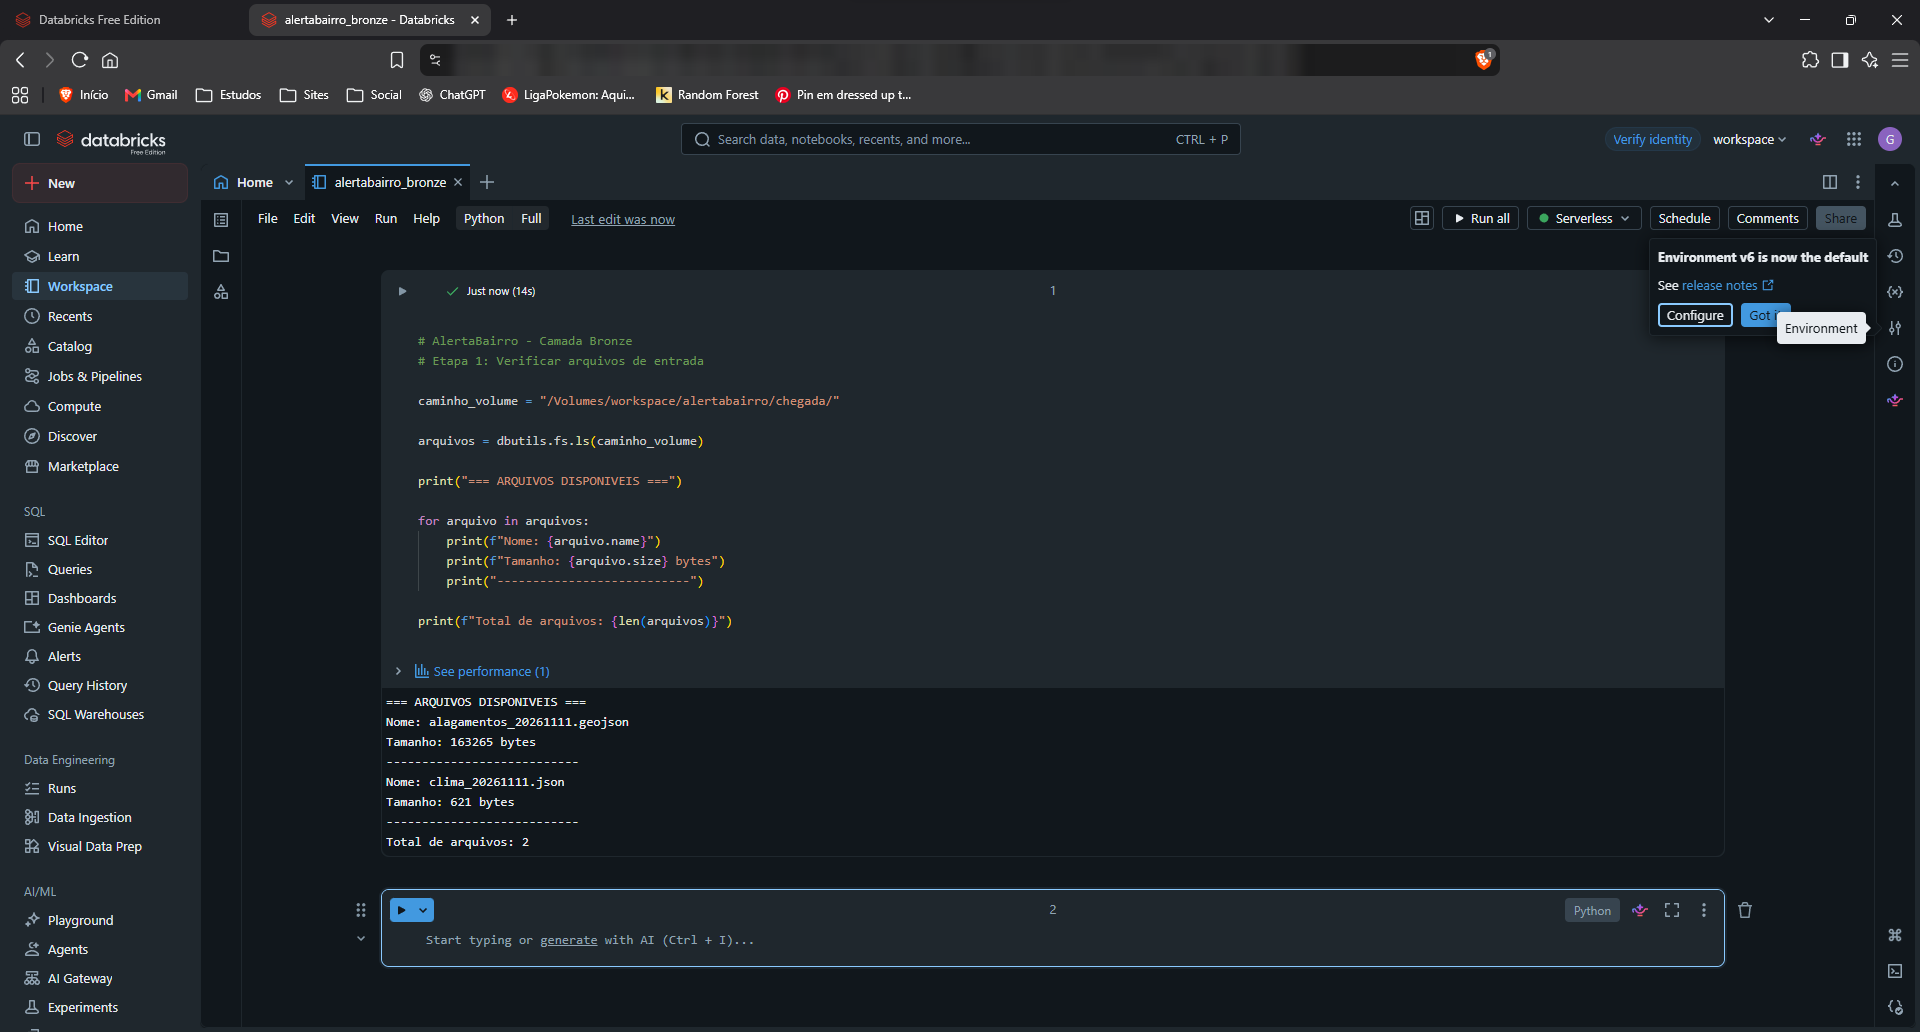 Databricks Free Edition
alertabairro_bronze - Databricks
1
Início
Gmail
Estudos
Sites
Social
ChatGPT
LigaPokemon: Aqui...
Random Forest
Pin em dressed up t...
databricks
Free Edition
Search data, notebooks, recents, and more...
CTRL + P
Verify identity
workspace
G
New
Home
Learn
Workspace
Recents
Catalog
Jobs & Pipelines
Compute
Discover
Marketplace
SQL
SQL Editor
Queries
Dashboards
Genie Agents
Alerts
Query History
SQL Warehouses
Data Engineering
Runs
Data Ingestion
Visual Data Prep
AI/ML
Playground
Agents
AI Gateway
Experiments
Home
alertabairro_bronze
File Edit View Run Help Python Full Last edit was now
Run all
Serverless
Schedule
Comments
Share
Environment v6 is now the default
See release notes
Configure
Got i
Environment
Just now (14s)
1
# AlertaBairro - Camada Bronze
# Etapa 1: Verificar arquivos de entrada
caminho_volume = "/Volumes/workspace/alertabairro/chegada/"
arquivos = dbutils.fs.ls(caminho_volume)
print("=== ARQUIVOS DISPONIVEIS ===")
for arquivo in arquivos:
print(f"Nome: {arquivo.name}")
print(f"Tamanho: {arquivo.size} bytes")
print("---------------------------")
print(f"Total de arquivos: {len(arquivos)}")
See performance (1)
=== ARQUIVOS DISPONIVEIS ===
Nome: alagamentos_20261111.geojson
Tamanho: 163265 bytes
---------------------------
Nome: clima_20261111.json
Tamanho: 621 bytes
---------------------------
Total de arquivos: 2
2
Python
Start typing or generate with AI (Ctrl + I)...